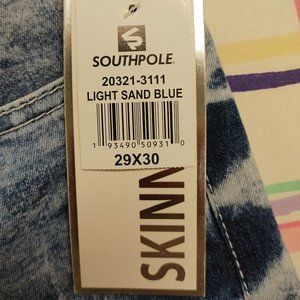 SOUTHPOLE
20321-3111
LIGHT SAND BLUE
1 93490 50931 0
29X30
SKINN